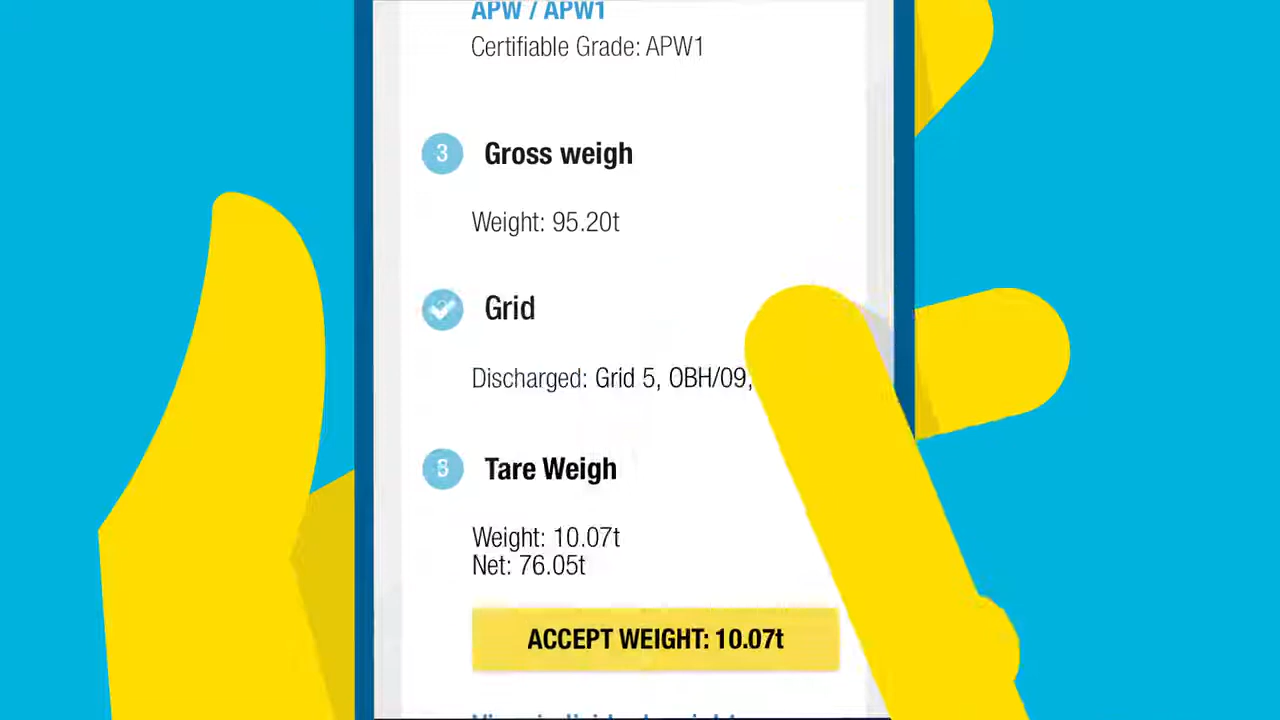 APW / APW1
Certifiable Grade: APW1
3 Gross weigh
Weight: 95.20t
Grid
Discharged: Grid 5, OBH/09,
Tare Weigh
Weight: 10.07t
Net: 76.05t
ACCEPT WEIGHT: 10.07t